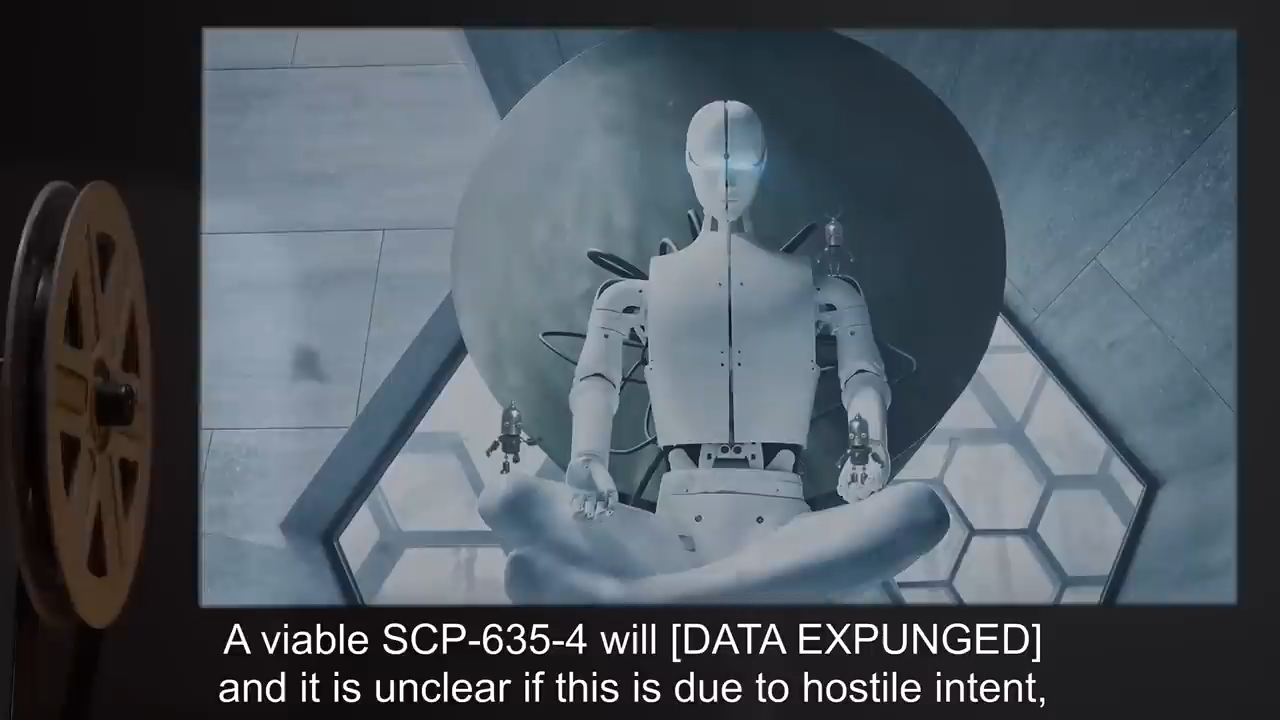 A viable SCP-635-4 will [DATA EXPUNGED]
and it is unclear if this is due to hostile intent,